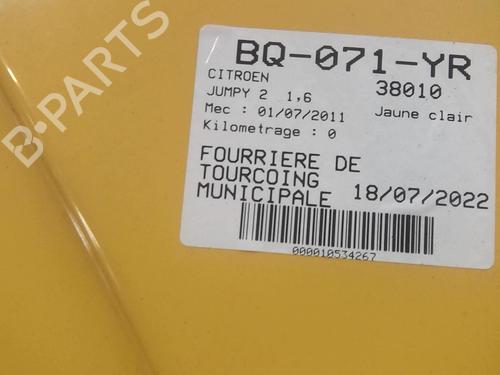 B-PARTS
BQ-071-YR
CITROEN 38010
JUMPY 2 1,6
Mec : 01/07/2011 Jaune clair
Kilometrage : 0
FOURRIERE DE
TOURCOING
MUNICIPALE 18/07/2022
000010534267